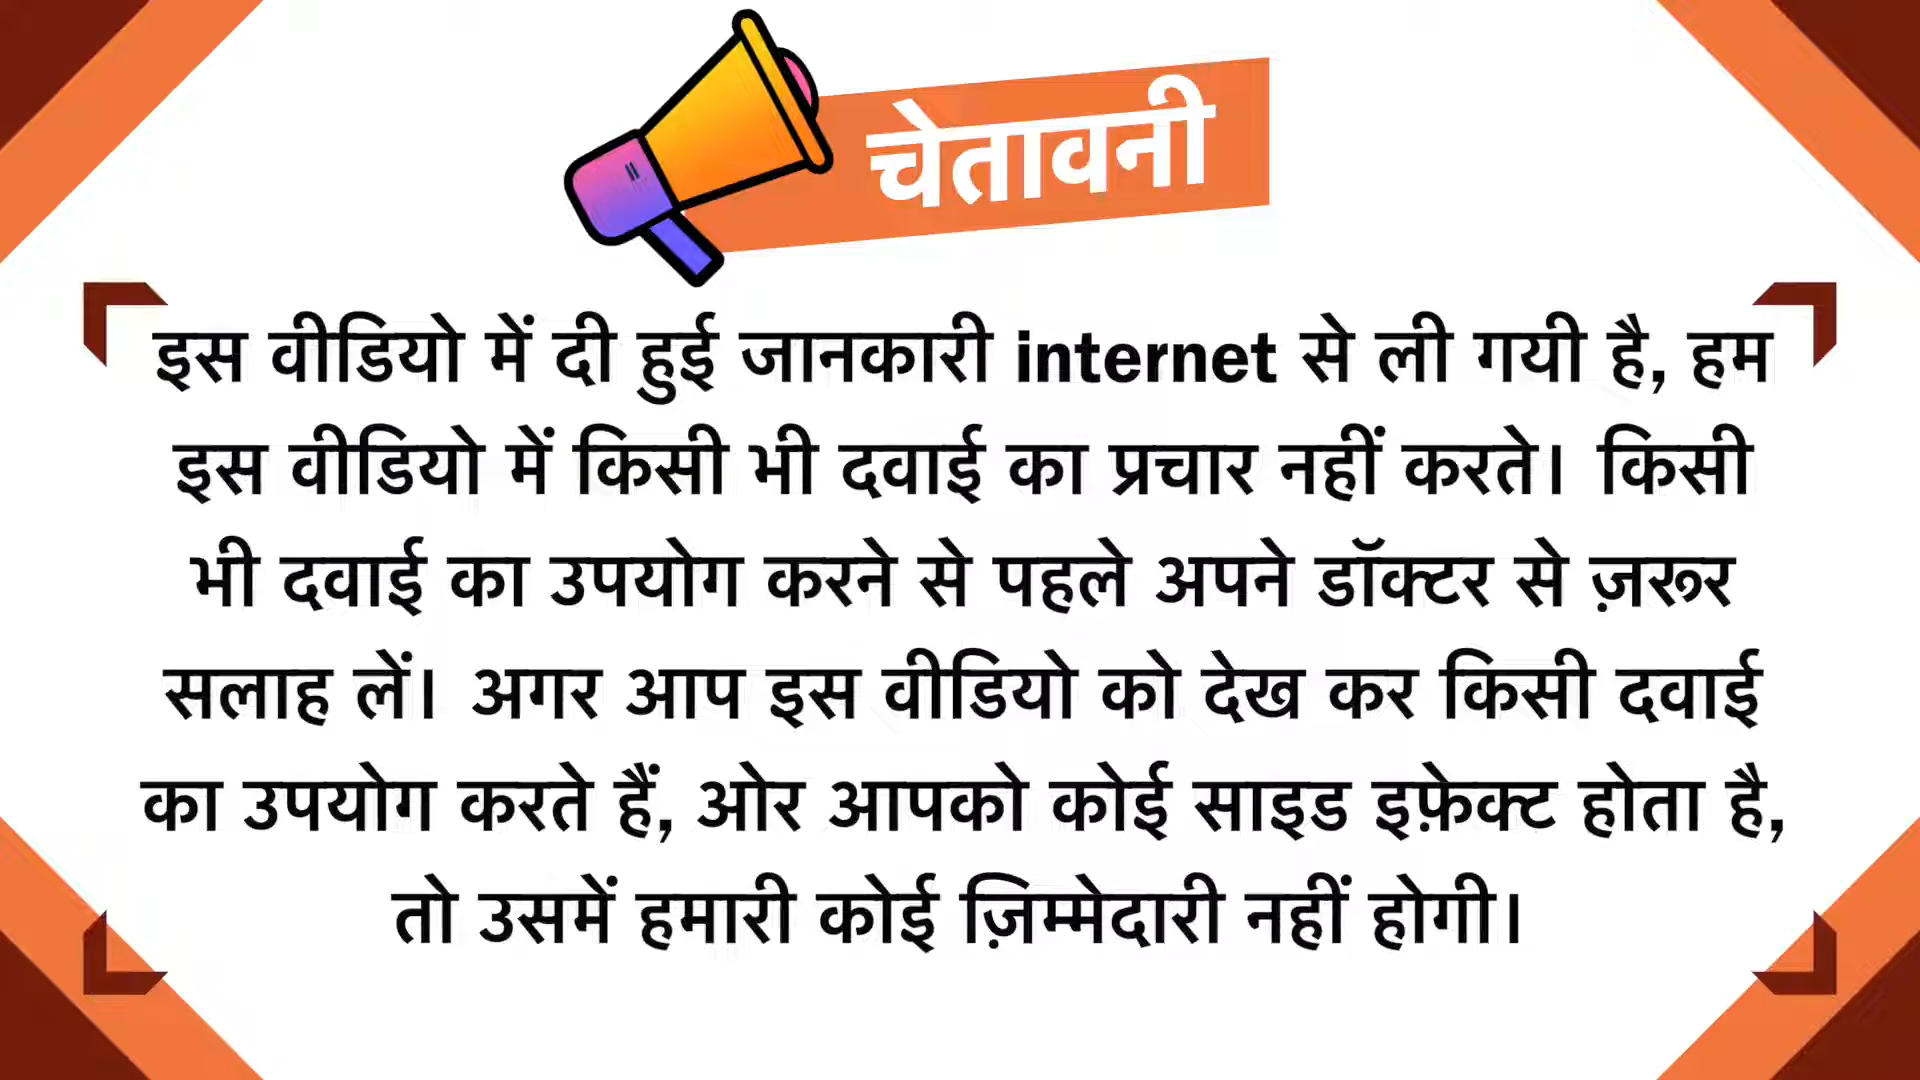 चेतावनी
इस वीडियो में दी हुई जानकारी internet से ली गयी है, हम
इस वीडियो में किसी भी दवाई का प्रचार नहीं करते। किसी
भी दवाई का उपयोग करने से पहले अपने डॉक्टर से ज़रूर
सलाह लें। अगर आप इस वीडियो को देख कर किसी दवाई
का उपयोग करते हैं, ओर आपको कोई साइड इफ़ेक्ट होता है,
तो उसमें हमारी कोई ज़िम्मेदारी नहीं होगी।